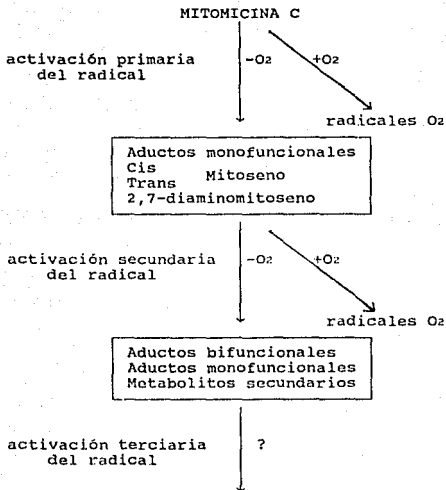 MITOMICINA C
activación primaria
del radical
-O2
+O2
radicales O2
Aductos monofuncionales
Cis
Trans
Mitoseno
2,7-diaminomitoseno
activación secundaria
del radical
-O2
+O2
radicales O2
Aductos bifuncionales
Aductos monofuncionales
Metabolitos secundarios
activación terciaria
del radical
?